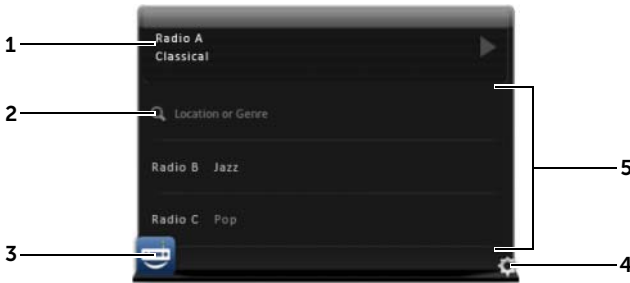 1
Radio A
Classical
2
Location or Genre
Radio B Jazz
Radio C Pop
3
4
5